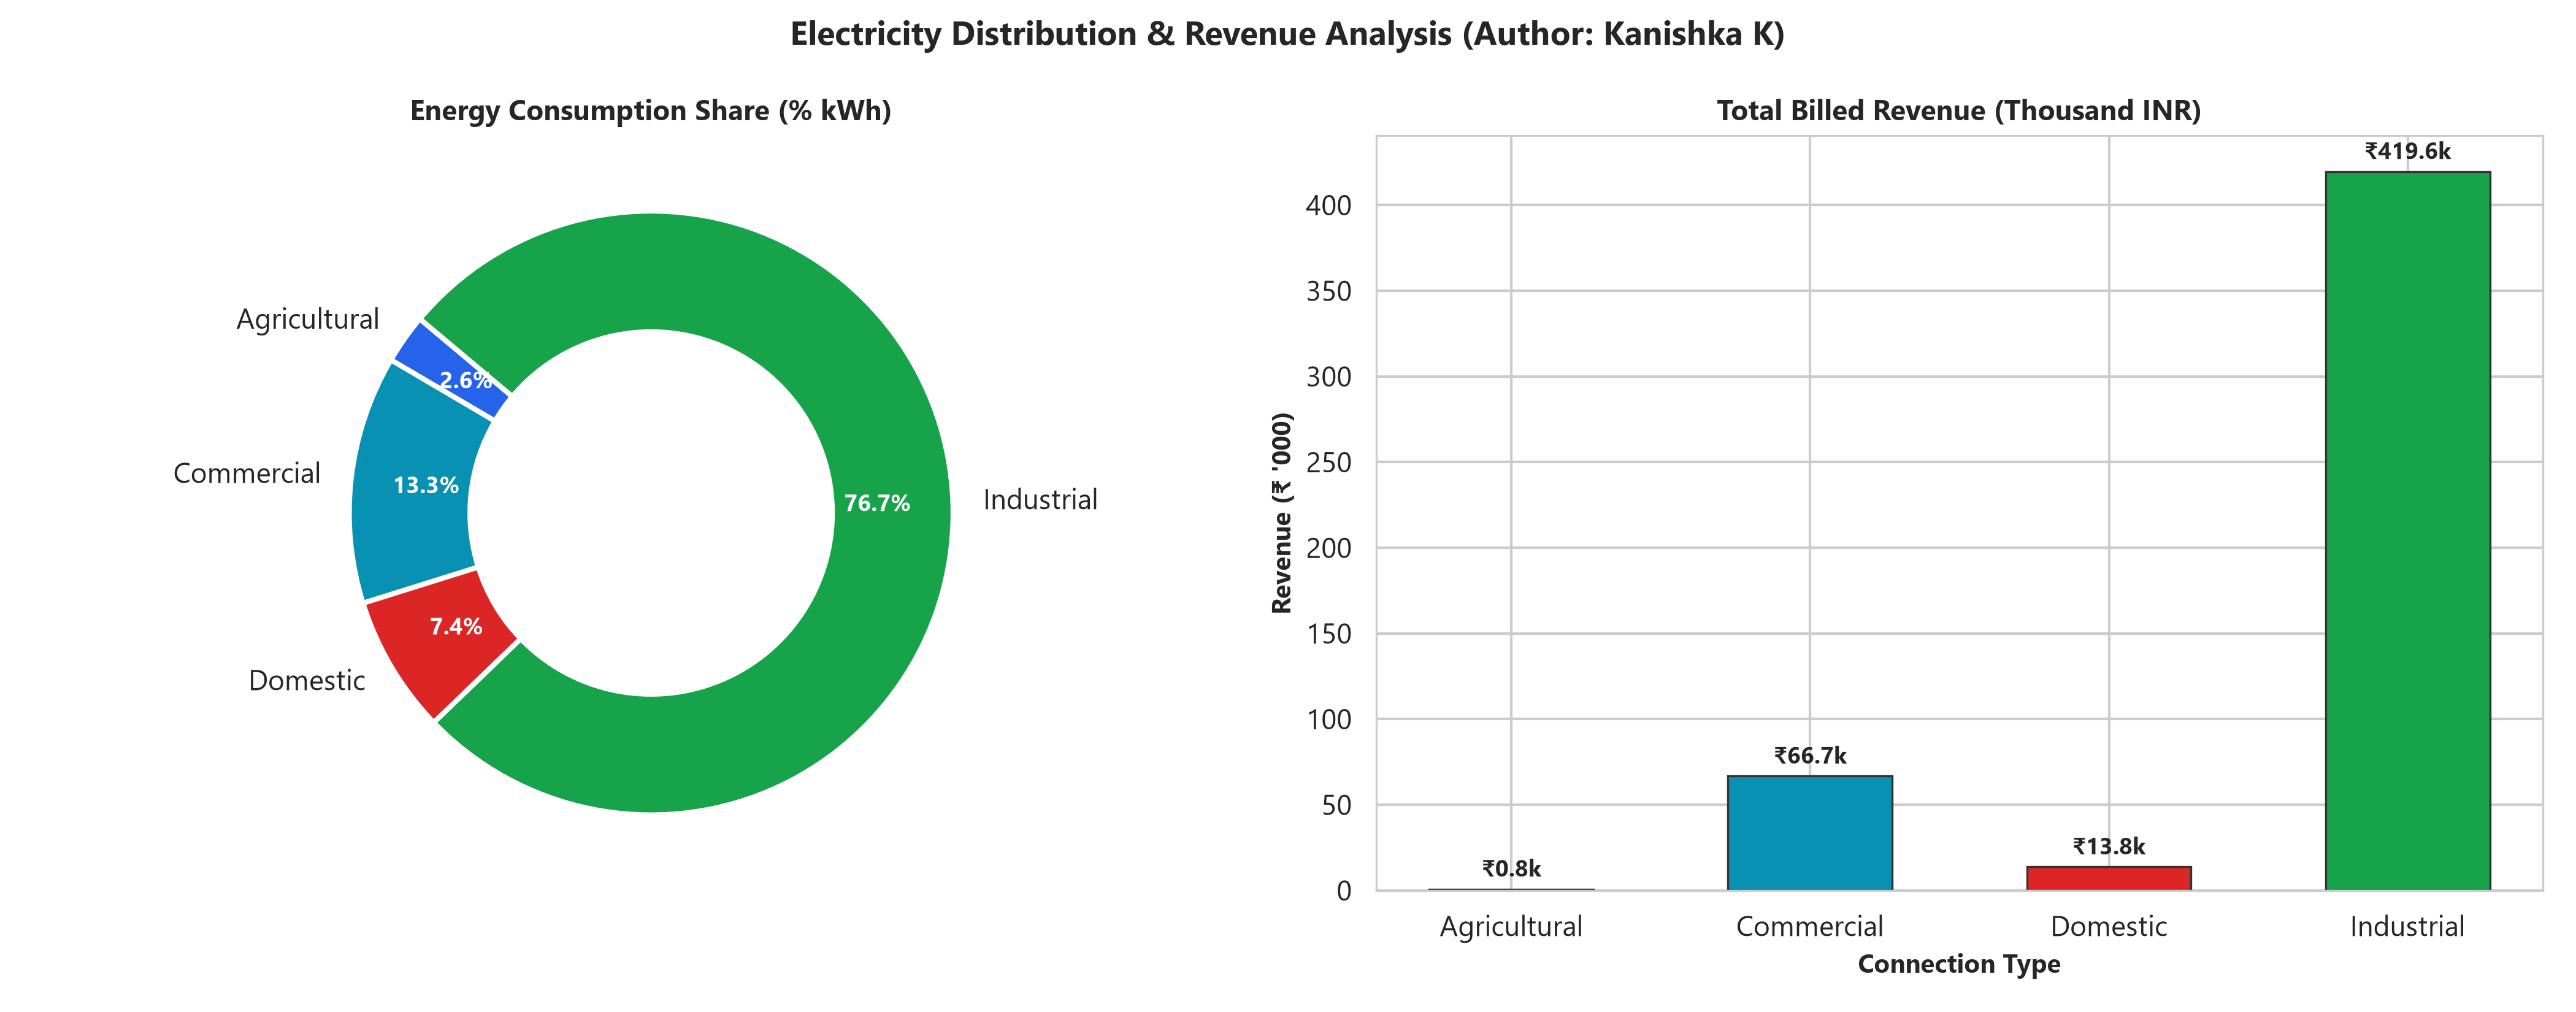 Electricity Distribution & Revenue Analysis (Author: Kanishka K)
Energy Consumption Share (% kWh)
Agricultural
2.6%
Commercial
13.3%
Industrial
76.7%
Domestic
7.4%
Total Billed Revenue (Thousand INR)
Revenue (₹ '000)
400
350
300
250
200
150
100
50
0
₹0.8k
₹66.7k
₹13.8k
₹419.6k
Agricultural
Commercial
Domestic
Industrial
Connection Type